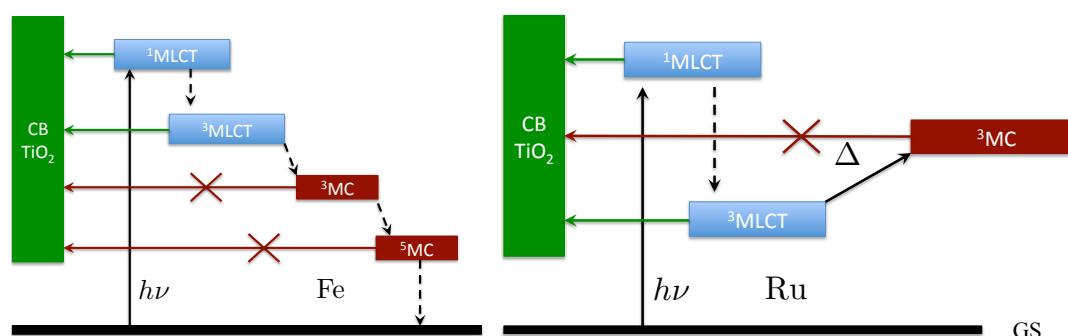 ¹MLCT
CB
TiO₂
³MLCT
³MC
⁵MC
hν
Fe
¹MLCT
CB
TiO₂
³MC
Δ
³MLCT
hν
Ru
GS